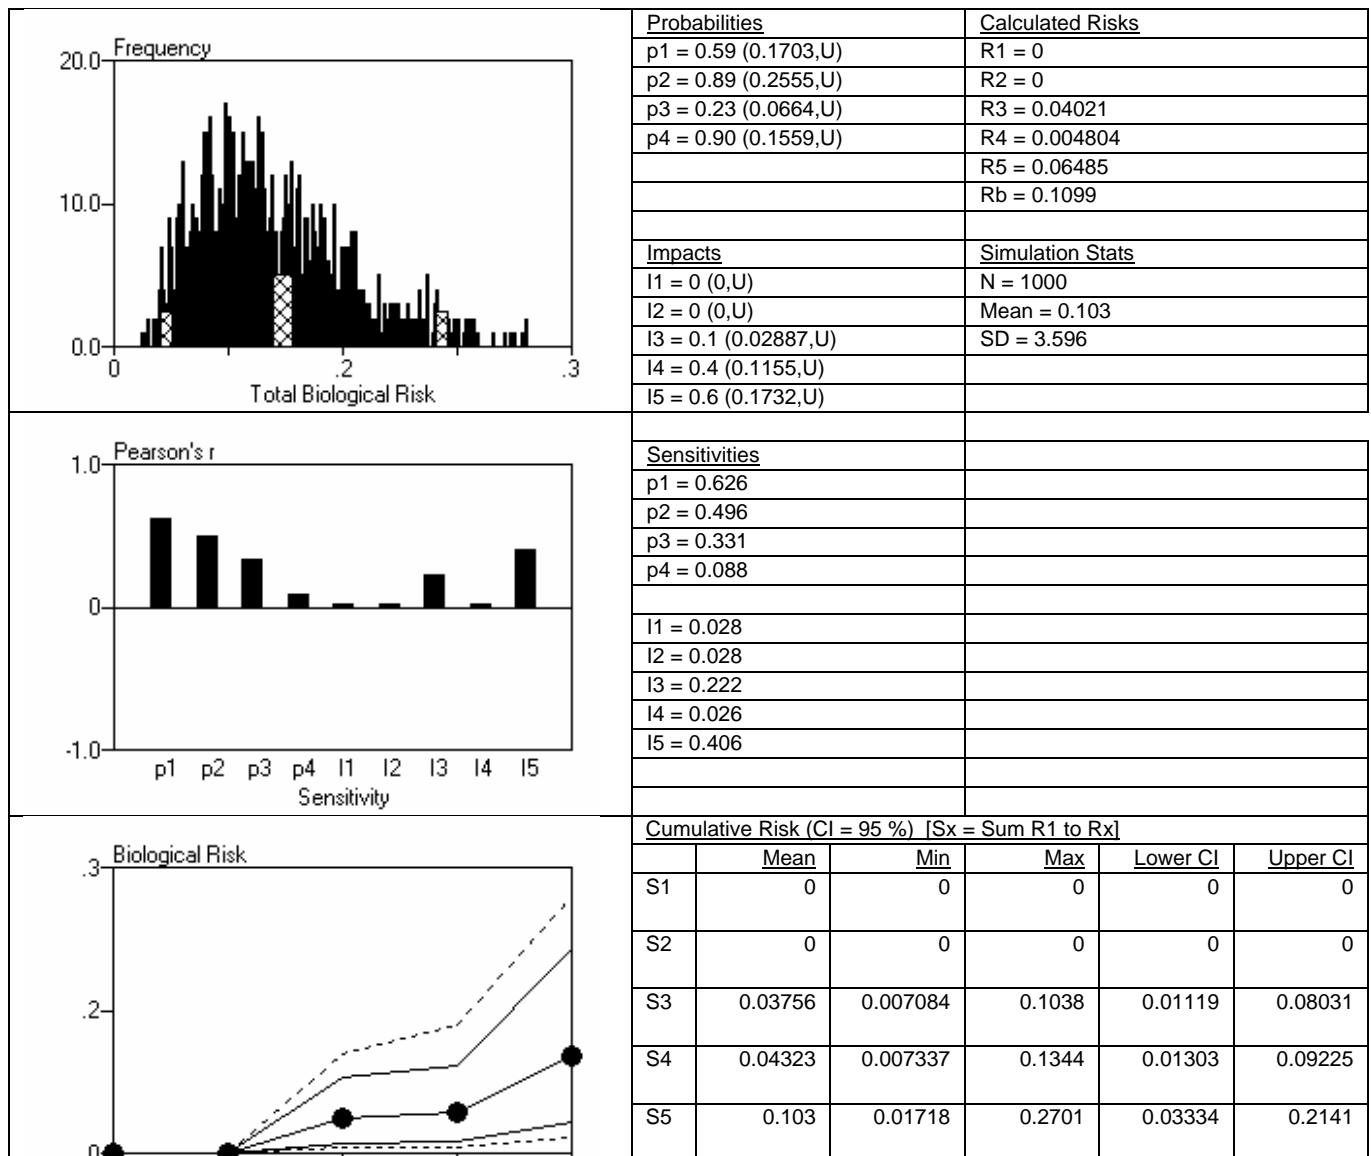 Frequency
20.0
10.0
0.0
0 .2 .3
Total Biological Risk
Probabilities Calculated Risks
p1 = 0.59 (0.1703,U) R1 = 0
p2 = 0.89 (0.2555,U) R2 = 0
p3 = 0.23 (0.0664,U) R3 = 0.04021
p4 = 0.90 (0.1559,U) R4 = 0.004804
R5 = 0.06485
Rb = 0.1099
Impacts Simulation Stats
I1 = 0 (0,U) N = 1000
I2 = 0 (0,U) Mean = 0.103
I3 = 0.1 (0.02887,U) SD = 3.596
I4 = 0.4 (0.1155,U)
I5 = 0.6 (0.1732,U)
Pearson's r
1.0
0
-1.0
p1 p2 p3 p4 I1 I2 I3 I4 I5
Sensitivity
Sensitivities
p1 = 0.626
p2 = 0.496
p3 = 0.331
p4 = 0.088
I1 = 0.028
I2 = 0.028
I3 = 0.222
I4 = 0.026
I5 = 0.406
Biological Risk
.3
.2
0
Cumulative Risk (CI = 95 %) [Sx = Sum R1 to Rx]
Mean Min Max Lower CI Upper CI
S1 0 0 0 0 0
S2 0 0 0 0 0
S3 0.03756 0.007084 0.1038 0.01119 0.08031
S4 0.04323 0.007337 0.1344 0.01303 0.09225
S5 0.103 0.01718 0.2701 0.03334 0.2141